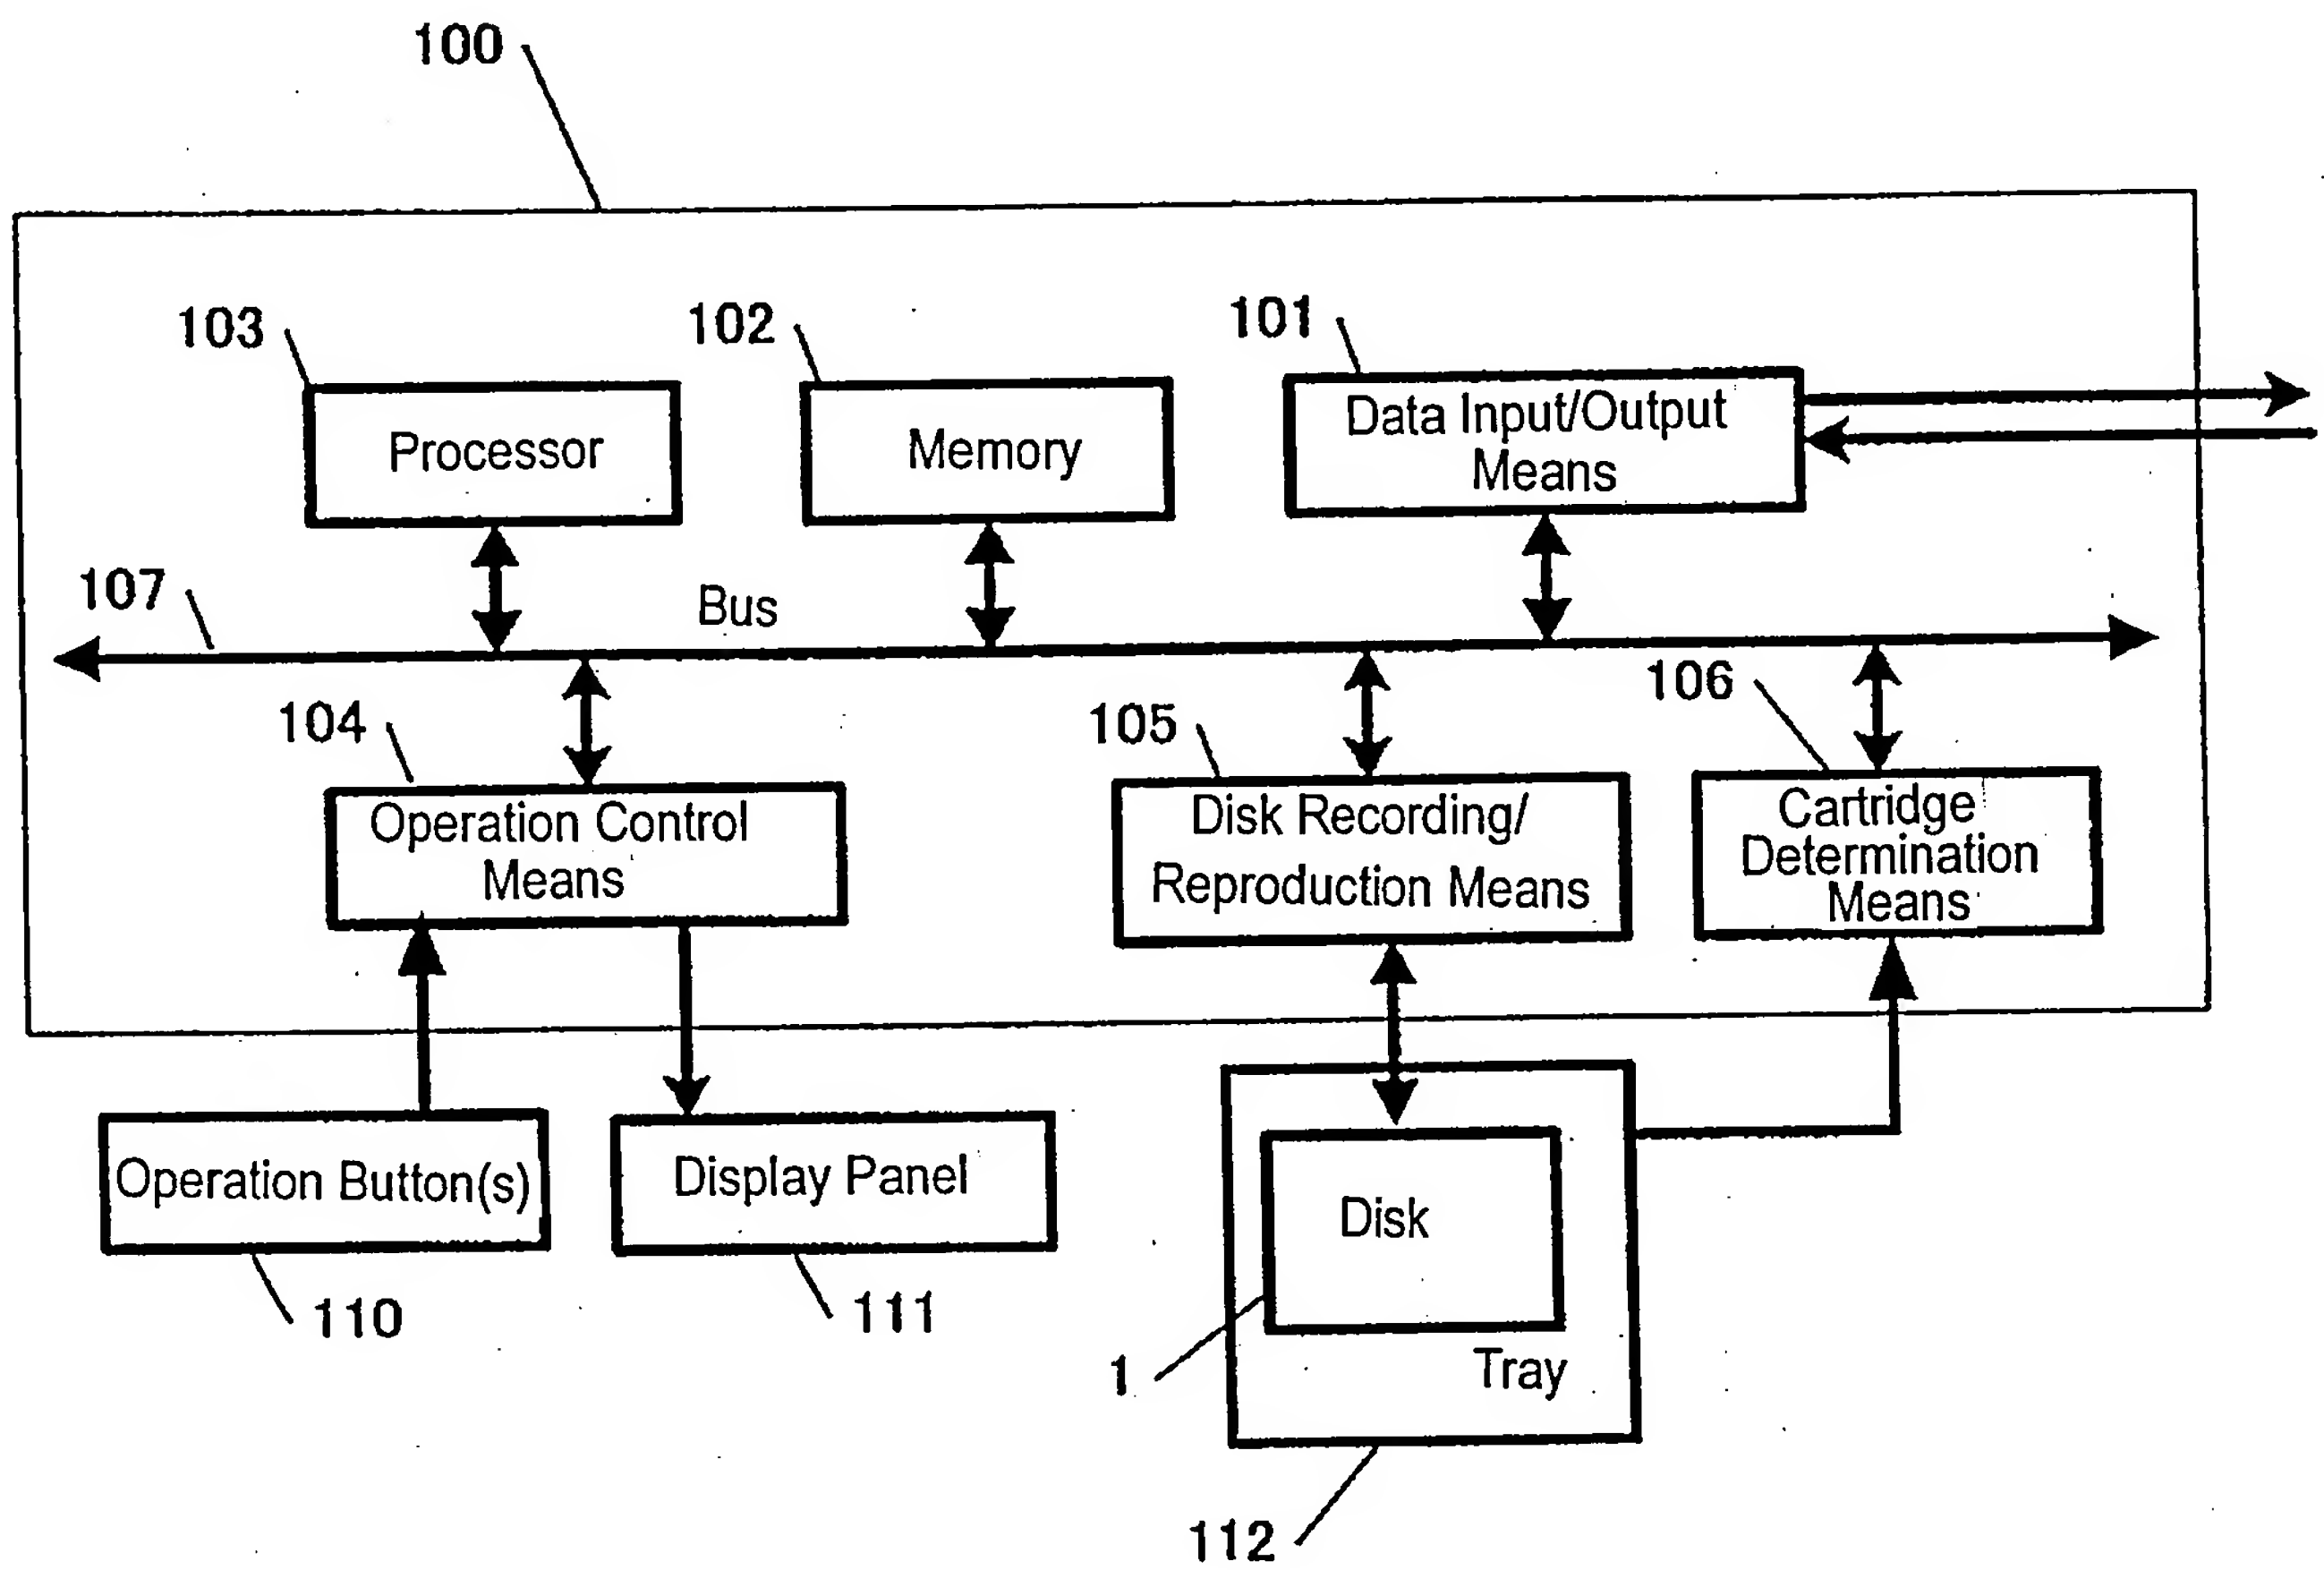 100
103
102
101
Processor
Memory
Data Input/Output
Means
107
Bus
104
105
106
Operation Control
Means
Disk Recording/
Reproduction Means
Cartridge
Determination
Means
Operation Button(s)
Display Panel
Disk
Tray
110
111
1
112